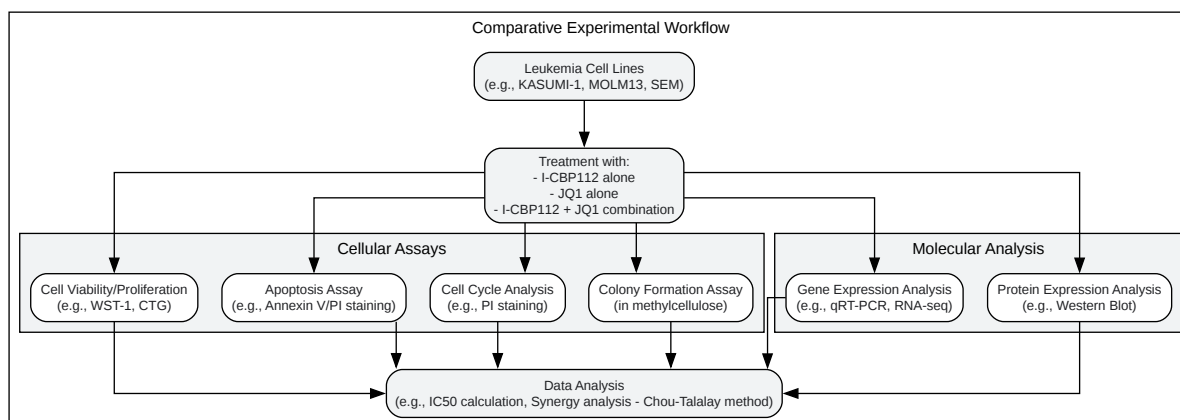 Comparative Experimental Workflow
Leukemia Cell Lines
(e.g., KASUMI-1, MOLM13, SEM)
Treatment with:
- I-CBP112 alone
- JQ1 alone
- I-CBP112 + JQ1 combination
Cellular Assays
Cell Viability/Proliferation
(e.g., WST-1, CTG)
Apoptosis Assay
(e.g., Annexin V/PI staining)
Cell Cycle Analysis
(e.g., PI staining)
Colony Formation Assay
(in methylcellulose)
Molecular Analysis
Gene Expression Analysis
(e.g., qRT-PCR, RNA-seq)
Protein Expression Analysis
(e.g., Western Blot)
Data Analysis
(e.g., IC50 calculation, Synergy analysis - Chou-Talalay method)